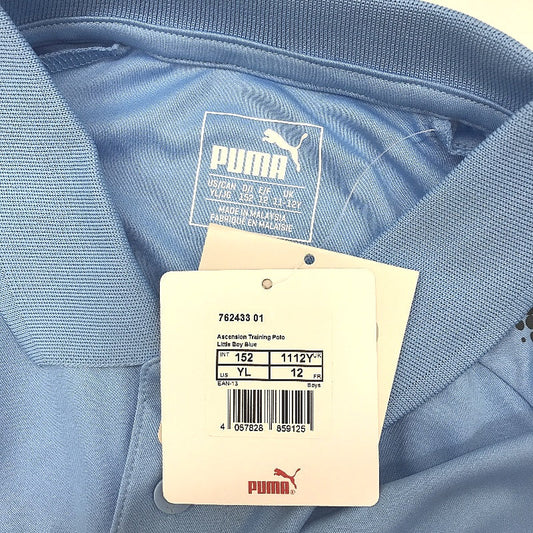 PUMA
US/CAN D/I E/F UK
YL/JG 152 12 11-12Y
MADE IN MALAYSIA
FABRIQUÉ EN MALAISIE
762433 01
Ascension Training Polo
Little Boy Blue
INT 152 1112Y UK
US YL 12 FR
EAN-13 Boys
4 067828 859125
PUMA